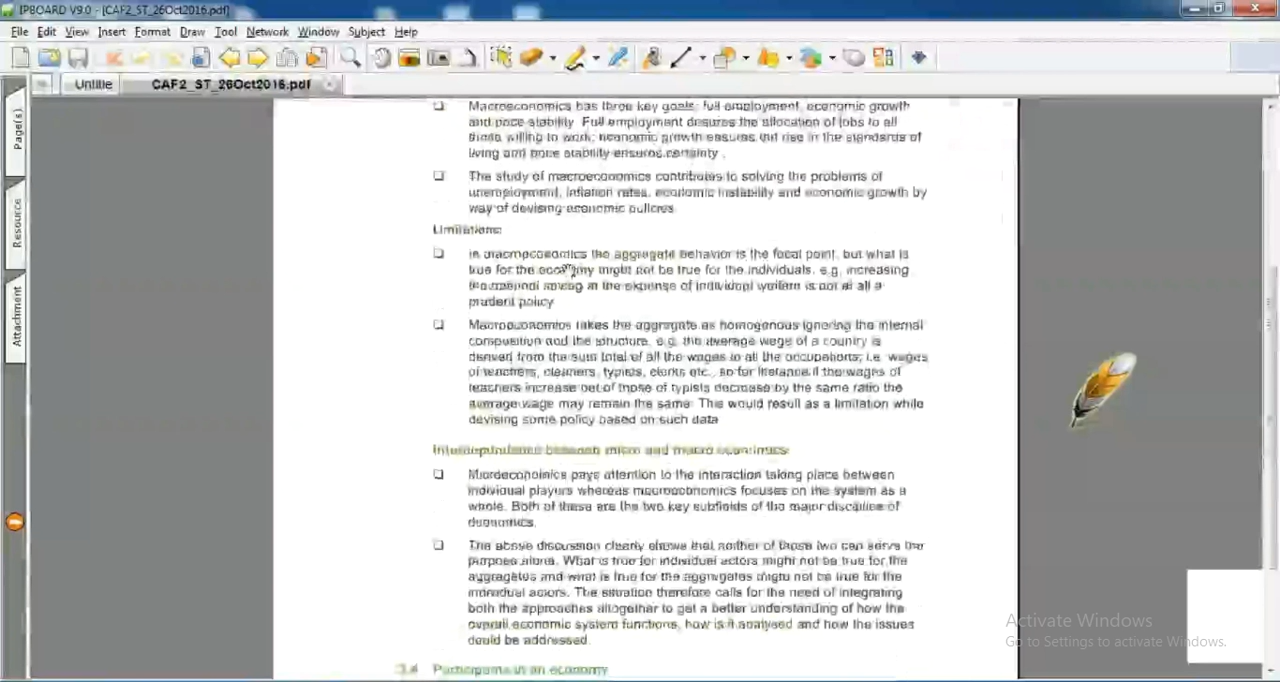 IPBOARD V9.0 - [CAF2_ST_26Oct2016.pdf]
File Edit View Insert Format Draw Tool Network Window Subject Help
Untitle CAF2_ST_26Oct2016.pdf
Page(s)
Resource
Attachment
Macroeconomics has three key goals: full employment, economic growth
and price stability. Full employment ensures the allocation of jobs to all
those willing to work; economic growth ensures the rise in the standards of
living and price stability ensures certainty.
The study of macroeconomics contributes to solving the problems of
unemployment, inflation rates, economic instability and economic growth by
way of devising economic policies.
Limitations:
In macroeconomics the aggregate behavior is the focal point, but what is
true for the economy might not be true for the individuals. e.g. increasing
the national saving at the expense of individual welfare is not at all a
prudent policy
Macroeconomics takes the aggregate as homogenous ignoring the internal
composition and the structure. e.g. the average wage of a country is
derived from the sum total of all the wages in all the occupations; i.e. wages
of teachers, cleaners, typists, clerks etc., so for instance if the wages of
teachers increase but of those of typists decrease by the same ratio the
average wage may remain the same. This would result as a limitation while
devising some policy based on such data
Interdependence between micro and macro economics
Microeconomics pays attention to the interaction taking place between
individual players whereas macroeconomics focuses on the system as a
whole. Both of these are the two key subfields of the major discipline of
economics.
The above discussion clearly shows that neither of those two can serve the
purpose alone. What is true for individual actors might not be true for the
aggregates and what is true for the aggregates might not be true for the
individual actors. The situation therefore calls for the need of integrating
both the approaches altogether to get a better understanding of how the
overall economic system functions, how is it analysed and how the issues
could be addressed.
Participants in an economy
Activate Windows
Go to Settings to activate Windows.